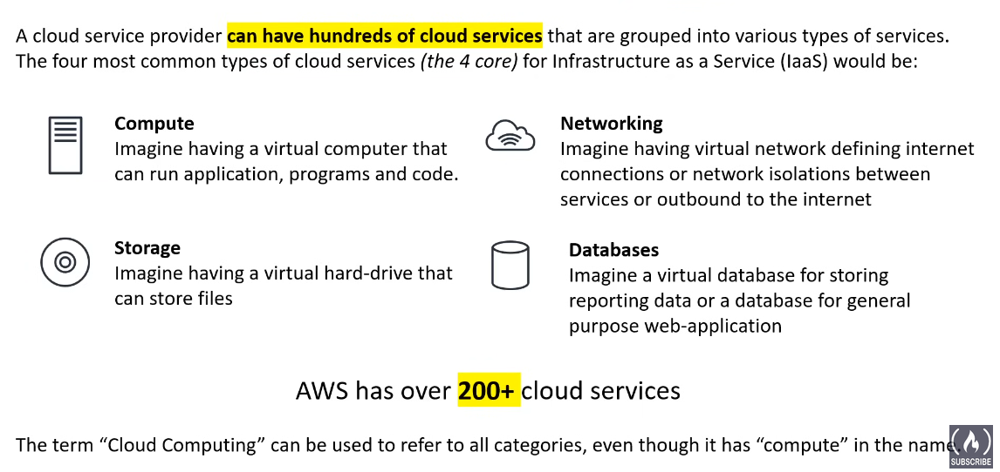 A cloud service provider can have hundreds of cloud services that are grouped into various types of services.
The four most common types of cloud services (the 4 core) for Infrastructure as a Service (IaaS) would be:
Compute
Imagine having a virtual computer that
can run application, programs and code.
Networking
Imagine having virtual network defining internet
connections or network isolations between
services or outbound to the internet
Storage
Imagine having a virtual hard-drive that
can store files
Databases
Imagine a virtual database for storing
reporting data or a database for general
purpose web-application
AWS has over 200+ cloud services
The term “Cloud Computing” can be used to refer to all categories, even though it has “compute” in the name.
SUBSCRIBE